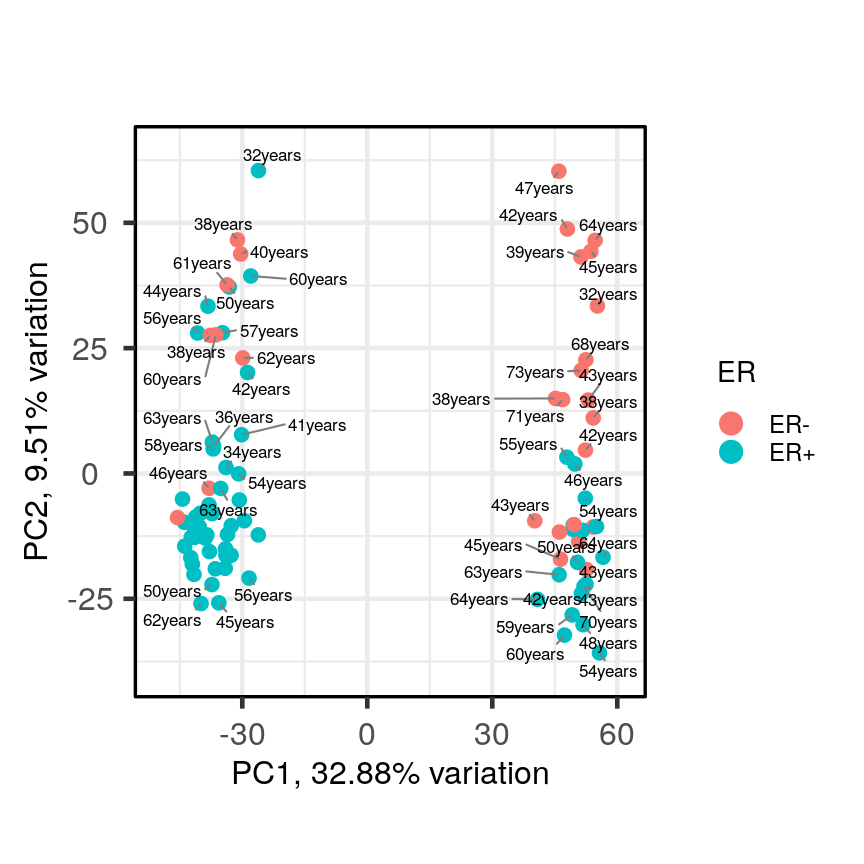 32years
47years
42years
38years
64years
50
40years
39years
61years
45years
60years
44years
50years
32years
56years
57years
25
38years
68years
62years
73years
43years
60years
42years
38years
38years
71years
63years
36years
41years
42years
58years
34years
55years
0
46years
54years
46years
43years
63years
54years
45years
50years
64years
63years
43years
50years
56years
-25
64years
42years
43years
62years
45years
59years
70years
48years
60years
54years
-30
0
30
60
PC1, 32.88% variation
PC2, 9.51% variation
ER
ER-
ER+